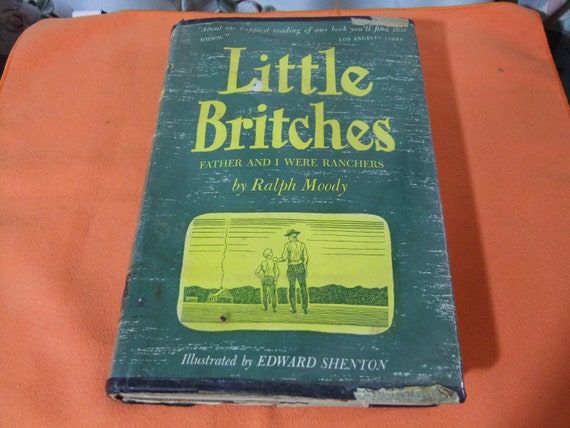 "About the happiest reading of any book you'll find this
season." LOS ANGELES TIMES
Little
Britches
FATHER AND I WERE RANCHERS
by Ralph Moody
Illustrated by EDWARD SHENTON